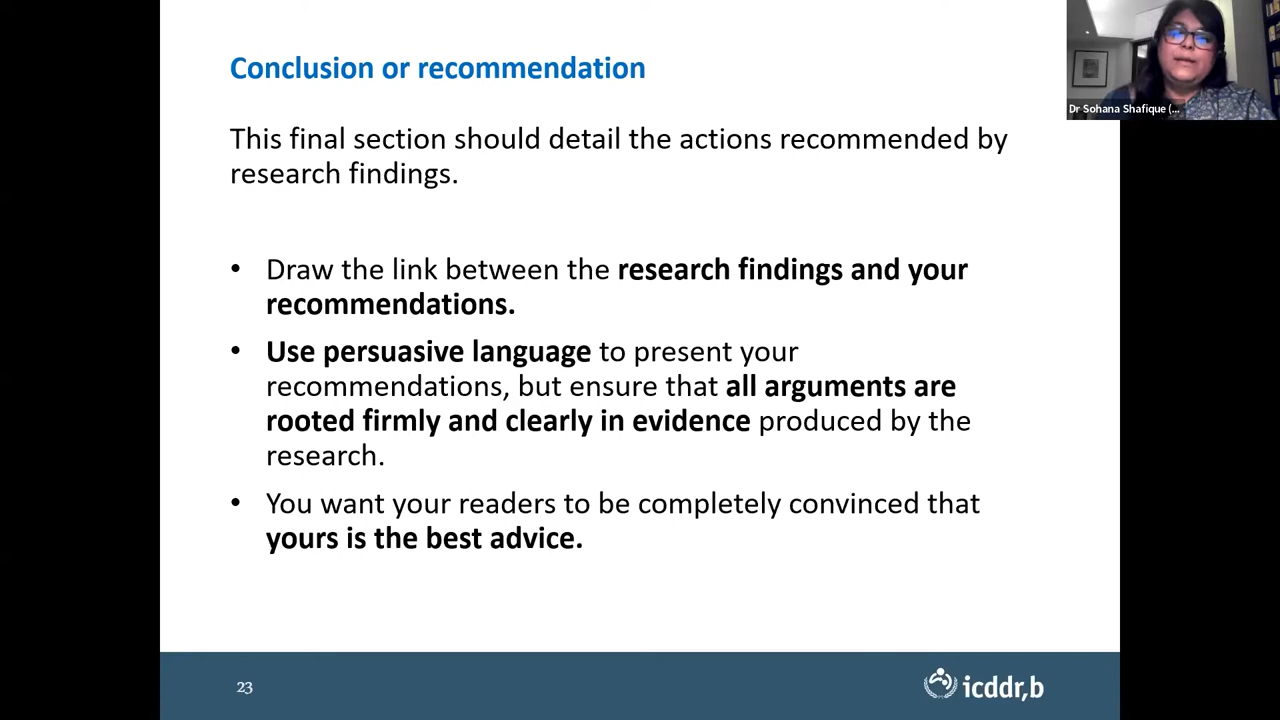 Conclusion or recommendation
This final section should detail the actions recommended by
research findings.
• Draw the link between the research findings and your
recommendations.
• Use persuasive language to present your
recommendations, but ensure that all arguments are
rooted firmly and clearly in evidence produced by the
research.
• You want your readers to be completely convinced that
yours is the best advice.
23
icddr,b
Dr Sohana Shafique (...